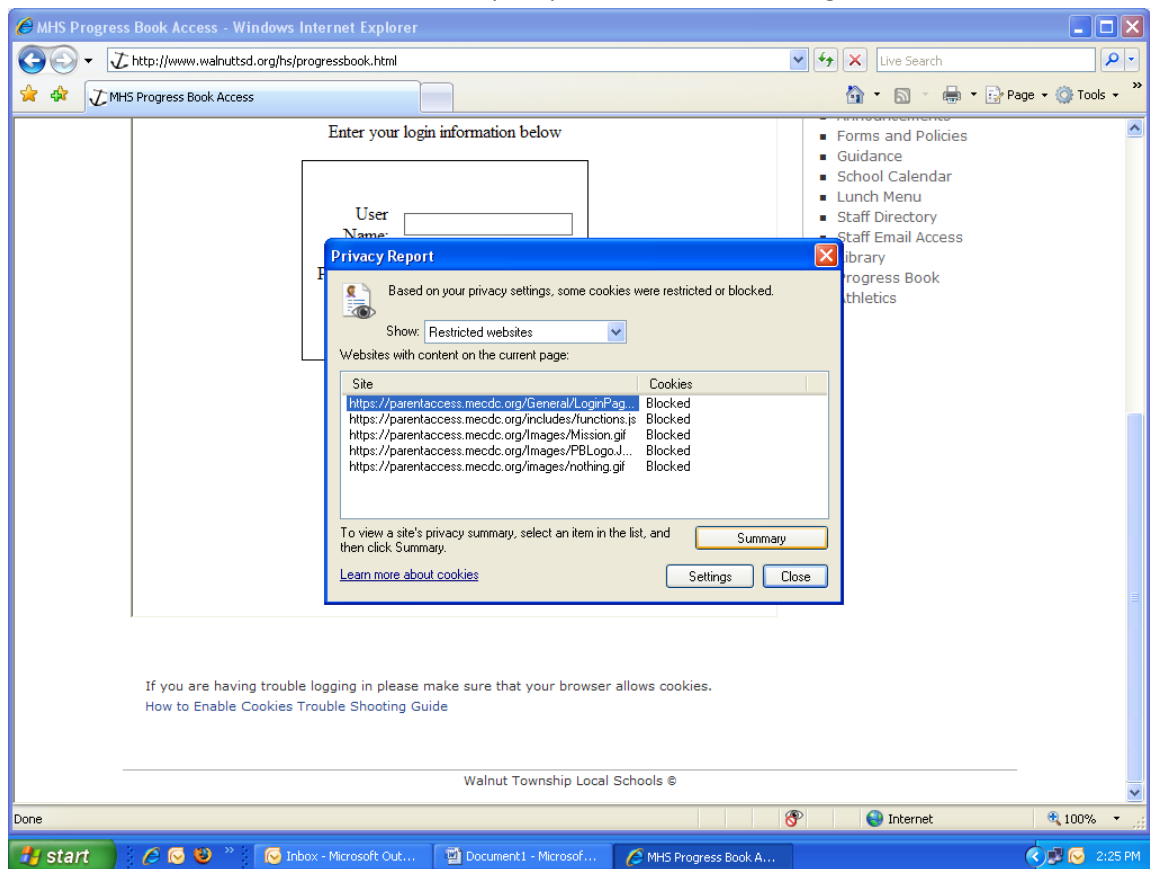 MHS Progress Book Access - Windows Internet Explorer
http://www.walnuttsd.org/hs/progressbook.html
Live Search
MHS Progress Book Access
Page
Tools
Enter your login information below
User
Name:
Forms and Policies
Guidance
School Calendar
Lunch Menu
Staff Directory
Staff Email Access
Progress Book
Privacy Report
Based on your privacy settings, some cookies were restricted or blocked.
Show: Restricted websites
Websites with content on the current page:
Site Cookies
https://parentaccess.mecdc.org/General/LoginPag... Blocked
https://parentaccess.mecdc.org/includes/functions.js Blocked
https://parentaccess.mecdc.org/Images/Mission.gif Blocked
https://parentaccess.mecdc.org/Images/PBLogo.J... Blocked
https://parentaccess.mecdc.org/images/nothing.gif Blocked
To view a site's privacy summary, select an item in the list, and
then click Summary.
Summary
Learn more about cookies
Settings
Close
If you are having trouble logging in please make sure that your browser allows cookies.
How to Enable Cookies Trouble Shooting Guide
Walnut Township Local Schools ©
Done
Internet
100%
start
Inbox - Microsoft Out...
Document1 - Microsof...
MHS Progress Book A...
2:25 PM